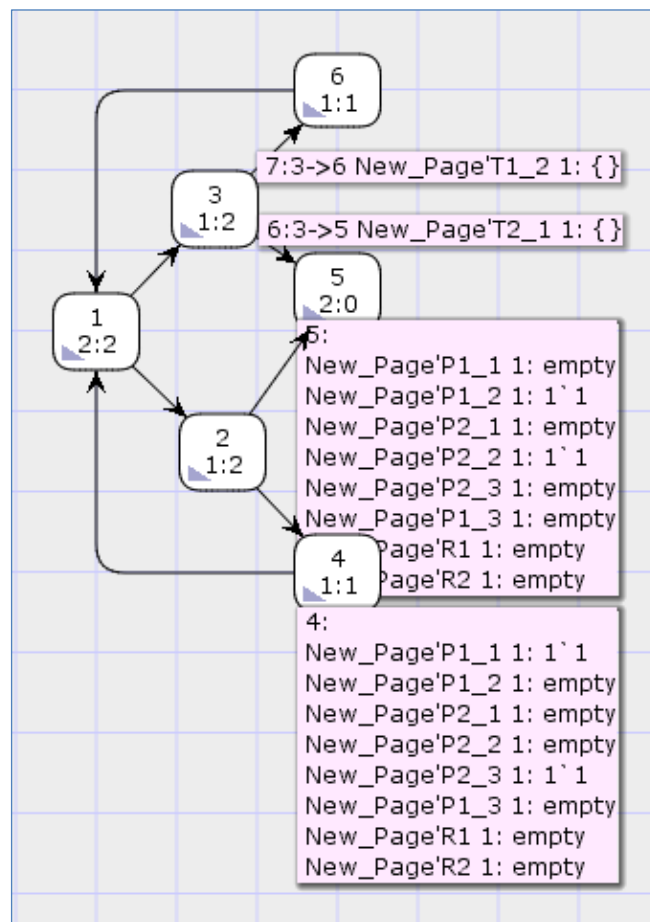 6
1:1
7:3->6 New_Page'T1_2 1: {}
3
1:2
6:3->5 New_Page'T2_1 1: {}
5
2:0
1
2:2
5:
New_Page'P1_1 1: empty
New_Page'P1_2 1: 1`1
New_Page'P2_1 1: empty
2
1:2
New_Page'P2_2 1: 1`1
New_Page'P2_3 1: empty
New_Page'P1_3 1: empty
4
1:1
Page'R1 1: empty
Page'R2 1: empty
4:
New_Page'P1_1 1: 1`1
New_Page'P1_2 1: empty
New_Page'P2_1 1: empty
New_Page'P2_2 1: empty
New_Page'P2_3 1: 1`1
New_Page'P1_3 1: empty
New_Page'R1 1: empty
New_Page'R2 1: empty